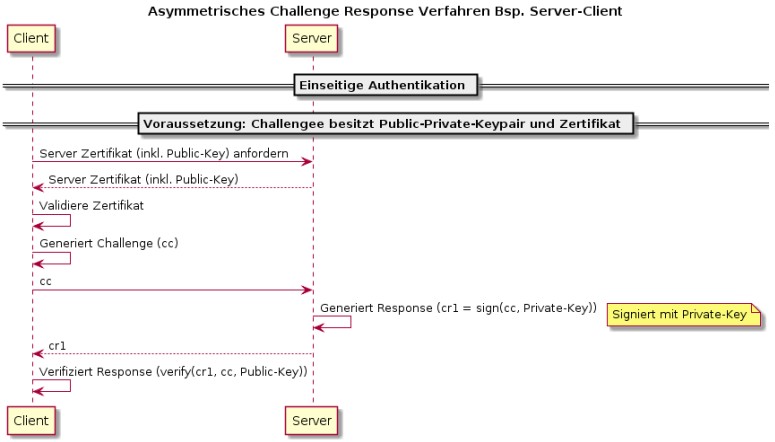 Asymmetrisches Challenge Response Verfahren Bsp. Server-Client
Client Server
Einseitige Authentikation
Voraussetzung: Challengee besitzt Public-Private-Keypair und Zertifikat
Server Zertifikat (inkl. Public-Key) anfordern
Server Zertifikat (inkl. Public-Key)
Validiere Zertifikat
Generiert Challenge (cc)
cc
Generiert Response (cr1 = sign(cc, Private-Key)) Signiert mit Private-Key
cr1
Verifiziert Response (verify(cr1, cc, Public-Key))
Client Server